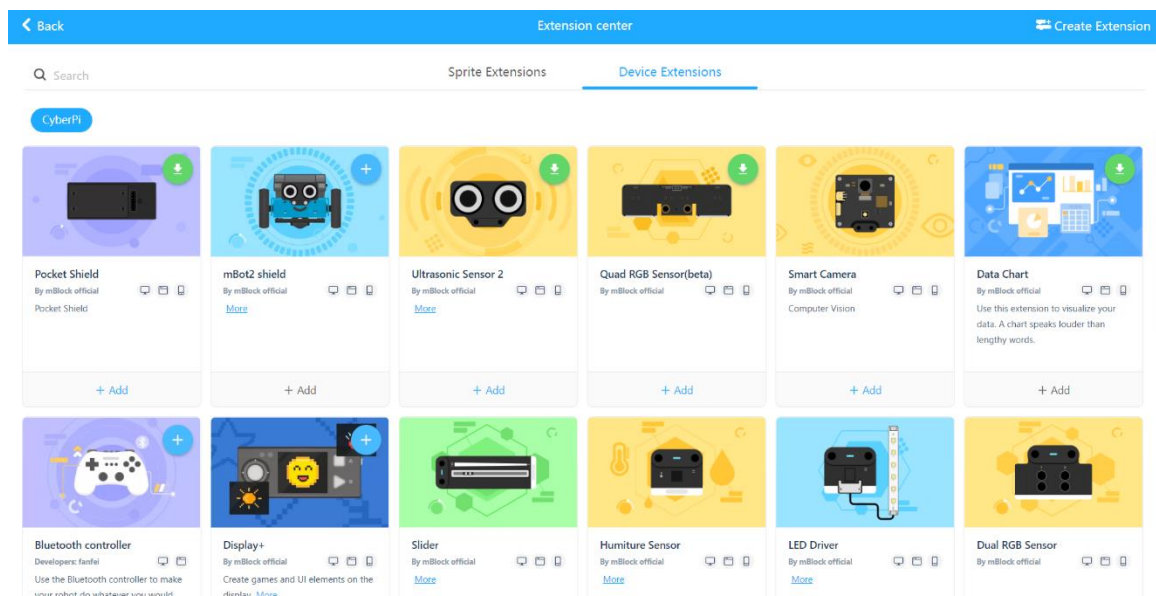 Back
Extension center
Create Extension
Search
Sprite Extensions
Device Extensions
CyberPi
Pocket Shield
By mBlock official
Pocket Shield
+ Add
mBot2 shield
By mBlock official
More
+ Add
Ultrasonic Sensor 2
By mBlock official
More
+ Add
Quad RGB Sensor(beta)
By mBlock official
+ Add
Smart Camera
By mBlock official
Computer Vision
+ Add
Data Chart
By mBlock official
Use this extension to visualize your
data. A chart speaks louder than
lengthy words.
+ Add
Bluetooth controller
Developers: fanfei
Use the Bluetooth controller to make
your robot do whatever you would
Display+
By mBlock official
Create games and UI elements on the
display. More
Slider
By mBlock official
More
Humiture Sensor
By mBlock official
More
LED Driver
By mBlock official
More
Dual RGB Sensor
By mBlock official